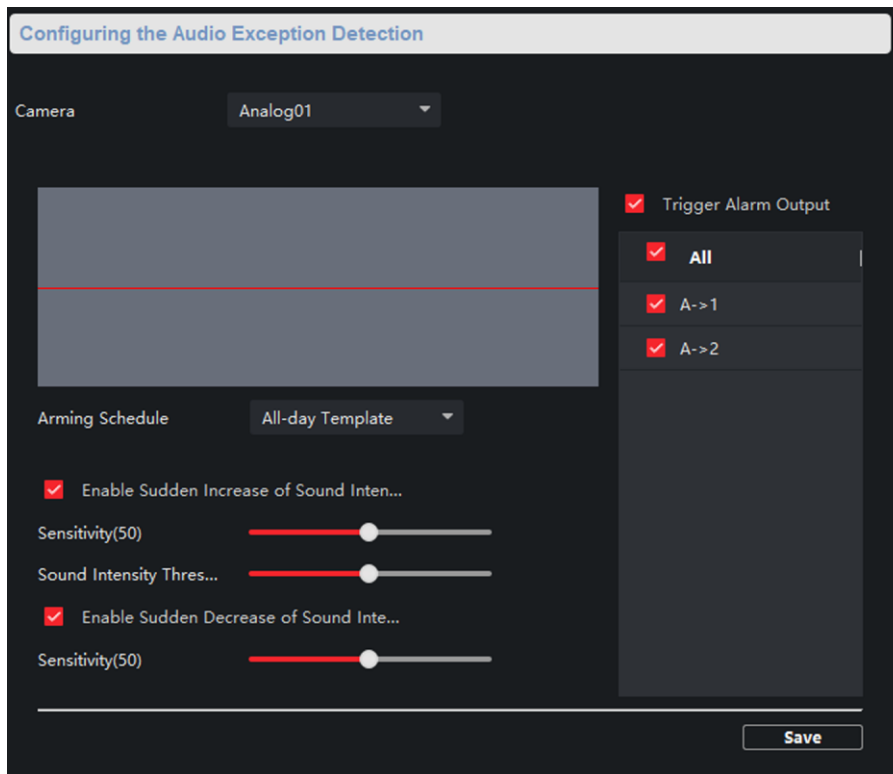 Configuring the Audio Exception Detection
Camera
Analog01
Trigger Alarm Output
All
A->1
A->2
Arming Schedule
All-day Template
Enable Sudden Increase of Sound Inten...
Sensitivity(50)
Sound Intensity Thres...
Enable Sudden Decrease of Sound Inte...
Sensitivity(50)
Save